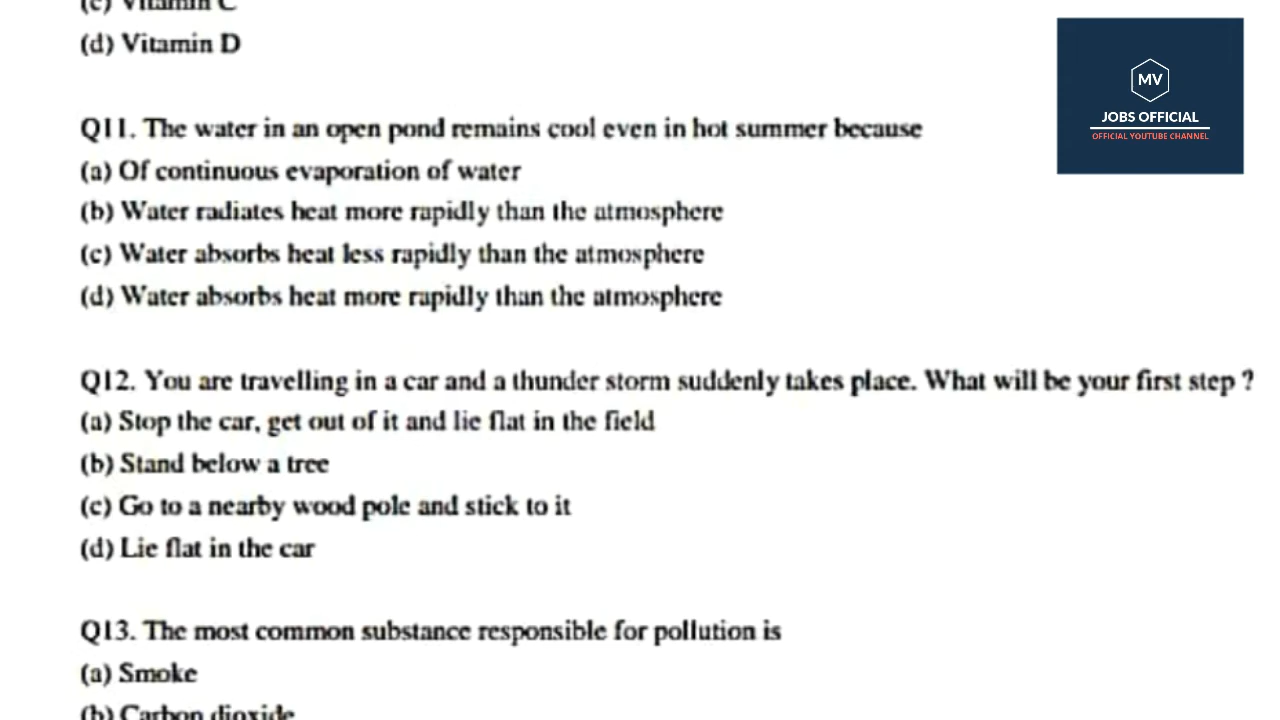 (c) Vitamin C
(d) Vitamin D
MV
JOBS OFFICIAL
OFFICIAL YOUTUBE CHANNEL
Q11. The water in an open pond remains cool even in hot summer because
(a) Of continuous evaporation of water
(b) Water radiates heat more rapidly than the atmosphere
(c) Water absorbs heat less rapidly than the atmosphere
(d) Water absorbs heat more rapidly than the atmosphere
Q12. You are travelling in a car and a thunder storm suddenly takes place. What will be your first step ?
(a) Stop the car, get out of it and lie flat in the field
(b) Stand below a tree
(c) Go to a nearby wood pole and stick to it
(d) Lie flat in the car
Q13. The most common substance responsible for pollution is
(a) Smoke
(b) Carbon dioxide